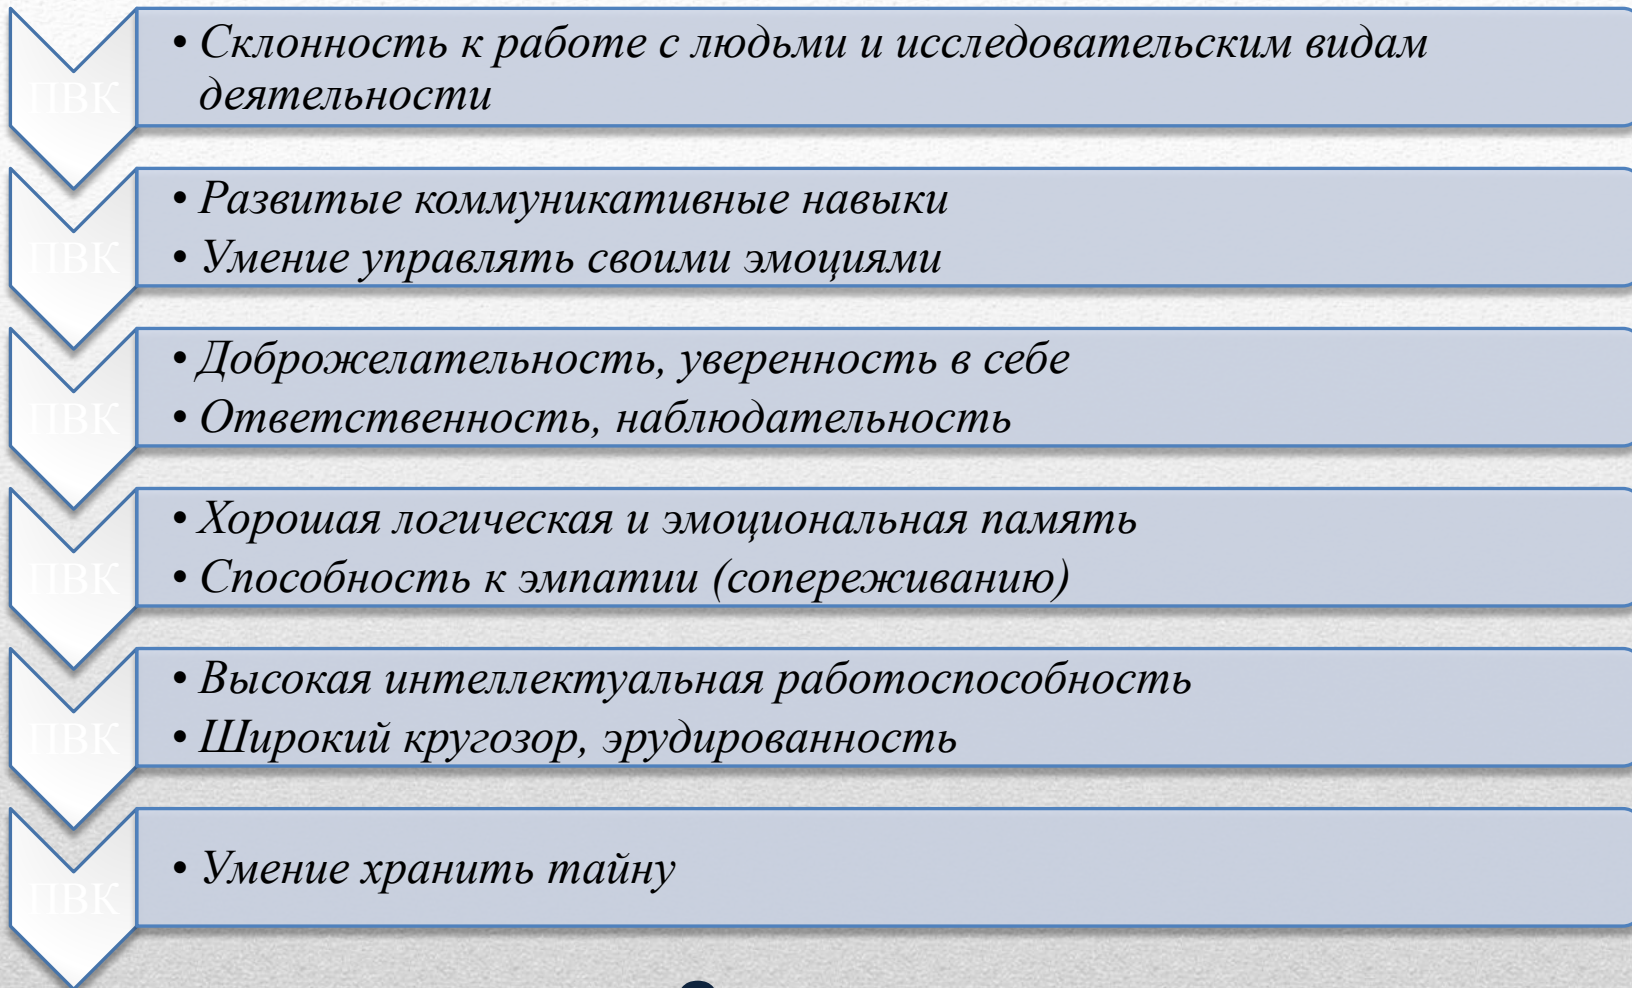 ПВК
• Склонность к работе с людьми и исследовательским видам
деятельности
ПВК
• Развитые коммуникативные навыки
• Умение управлять своими эмоциями
ПВК
• Доброжелательность, уверенность в себе
• Ответственность, наблюдательность
ПВК
• Хорошая логическая и эмоциональная память
• Способность к эмпатии (сопереживанию)
ПВК
• Высокая интеллектуальная работоспособность
• Широкий кругозор, эрудированность
ПВК
• Умение хранить тайну